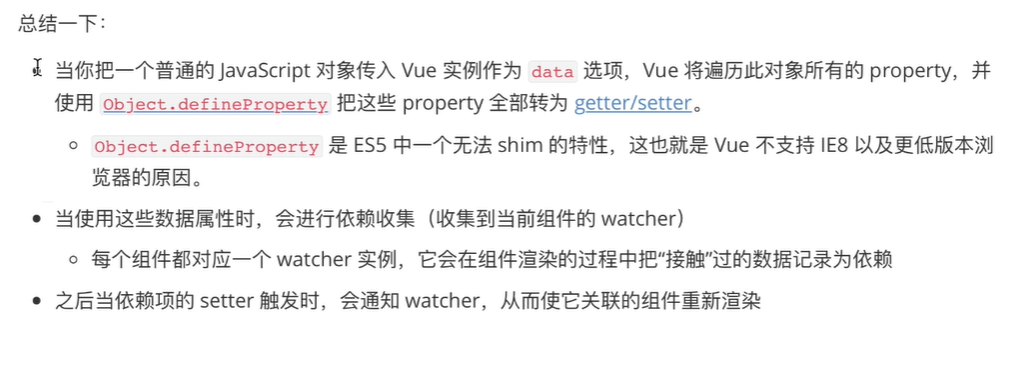 总结一下：
当你把一个普通的 JavaScript 对象传入 Vue 实例作为 data 选项，Vue 将遍历此对象所有的 property，并
使用 Object.defineProperty 把这些 property 全部转为 getter/setter。
Object.defineProperty 是 ES5 中一个无法 shim 的特性，这也就是 Vue 不支持 IE8 以及更低版本浏
览器的原因。
当使用这些数据属性时，会进行依赖收集（收集到当前组件的 watcher）
每个组件都对应一个 watcher 实例，它会在组件渲染的过程中把“接触”过的数据记录为依赖
之后当依赖项的 setter 触发时，会通知 watcher，从而使它关联的组件重新渲染